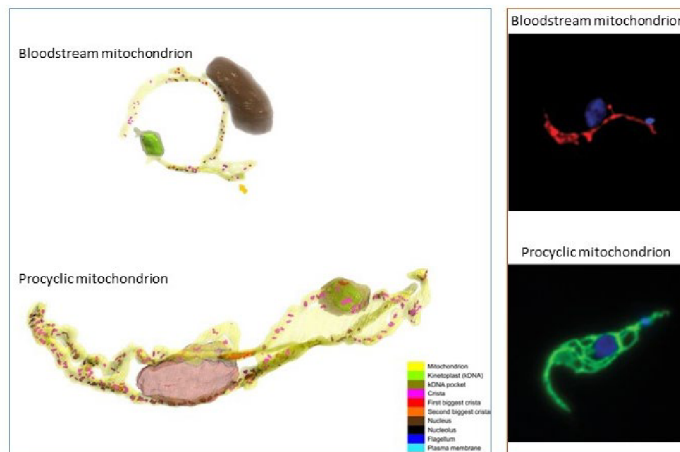 Bloodstream mitochondrion
Procyclic mitochondrion
Mitochondrion
Kinetoplast (kDNA)
kDNA pocket
Crista
First biggest crista
Second biggest crista
Nucleus
Nucleolus
Flagellum
Plasma membrane
Bloodstream mitochondrion
Procyclic mitochondrion